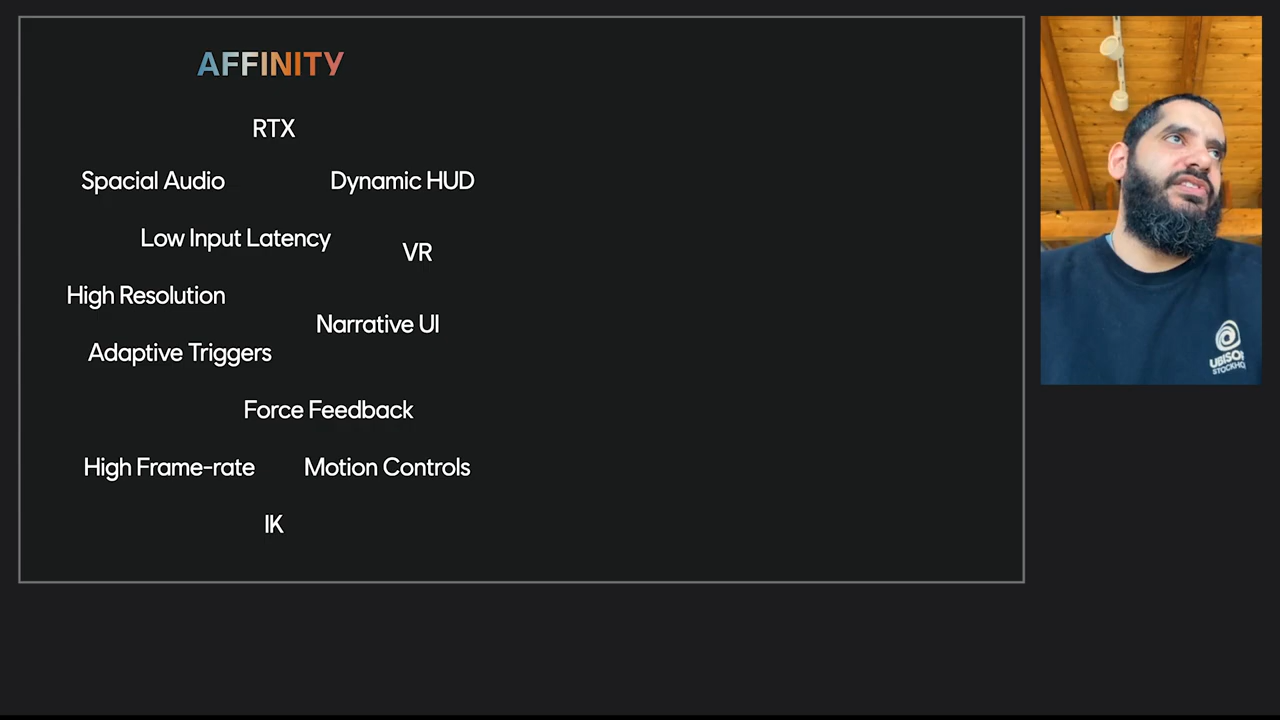 AFFINITY
RTX
Spacial Audio
Dynamic HUD
Low Input Latency
VR
High Resolution
Narrative UI
Adaptive Triggers
Force Feedback
High Frame-rate
Motion Controls
IK